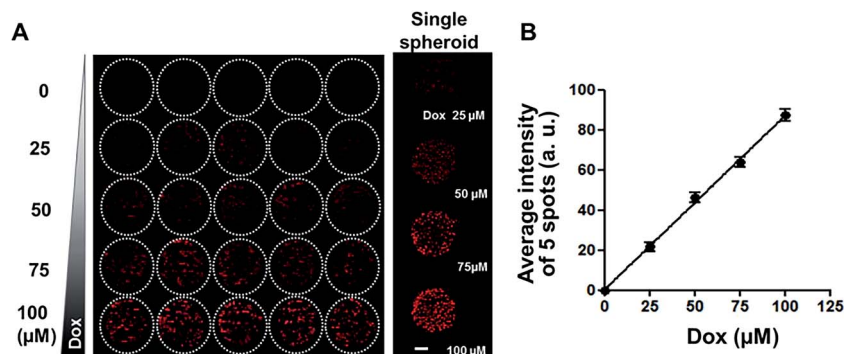 A
0
25
50
75
100
(µM)
Dox
Single
spheroid
Dox 25 µM
50 µM
75µM
100 µM
B
Average intensity
of 5 spots (a. u.)
100
80
60
40
20
0
0 25 50 75 100 125
Dox (µM)